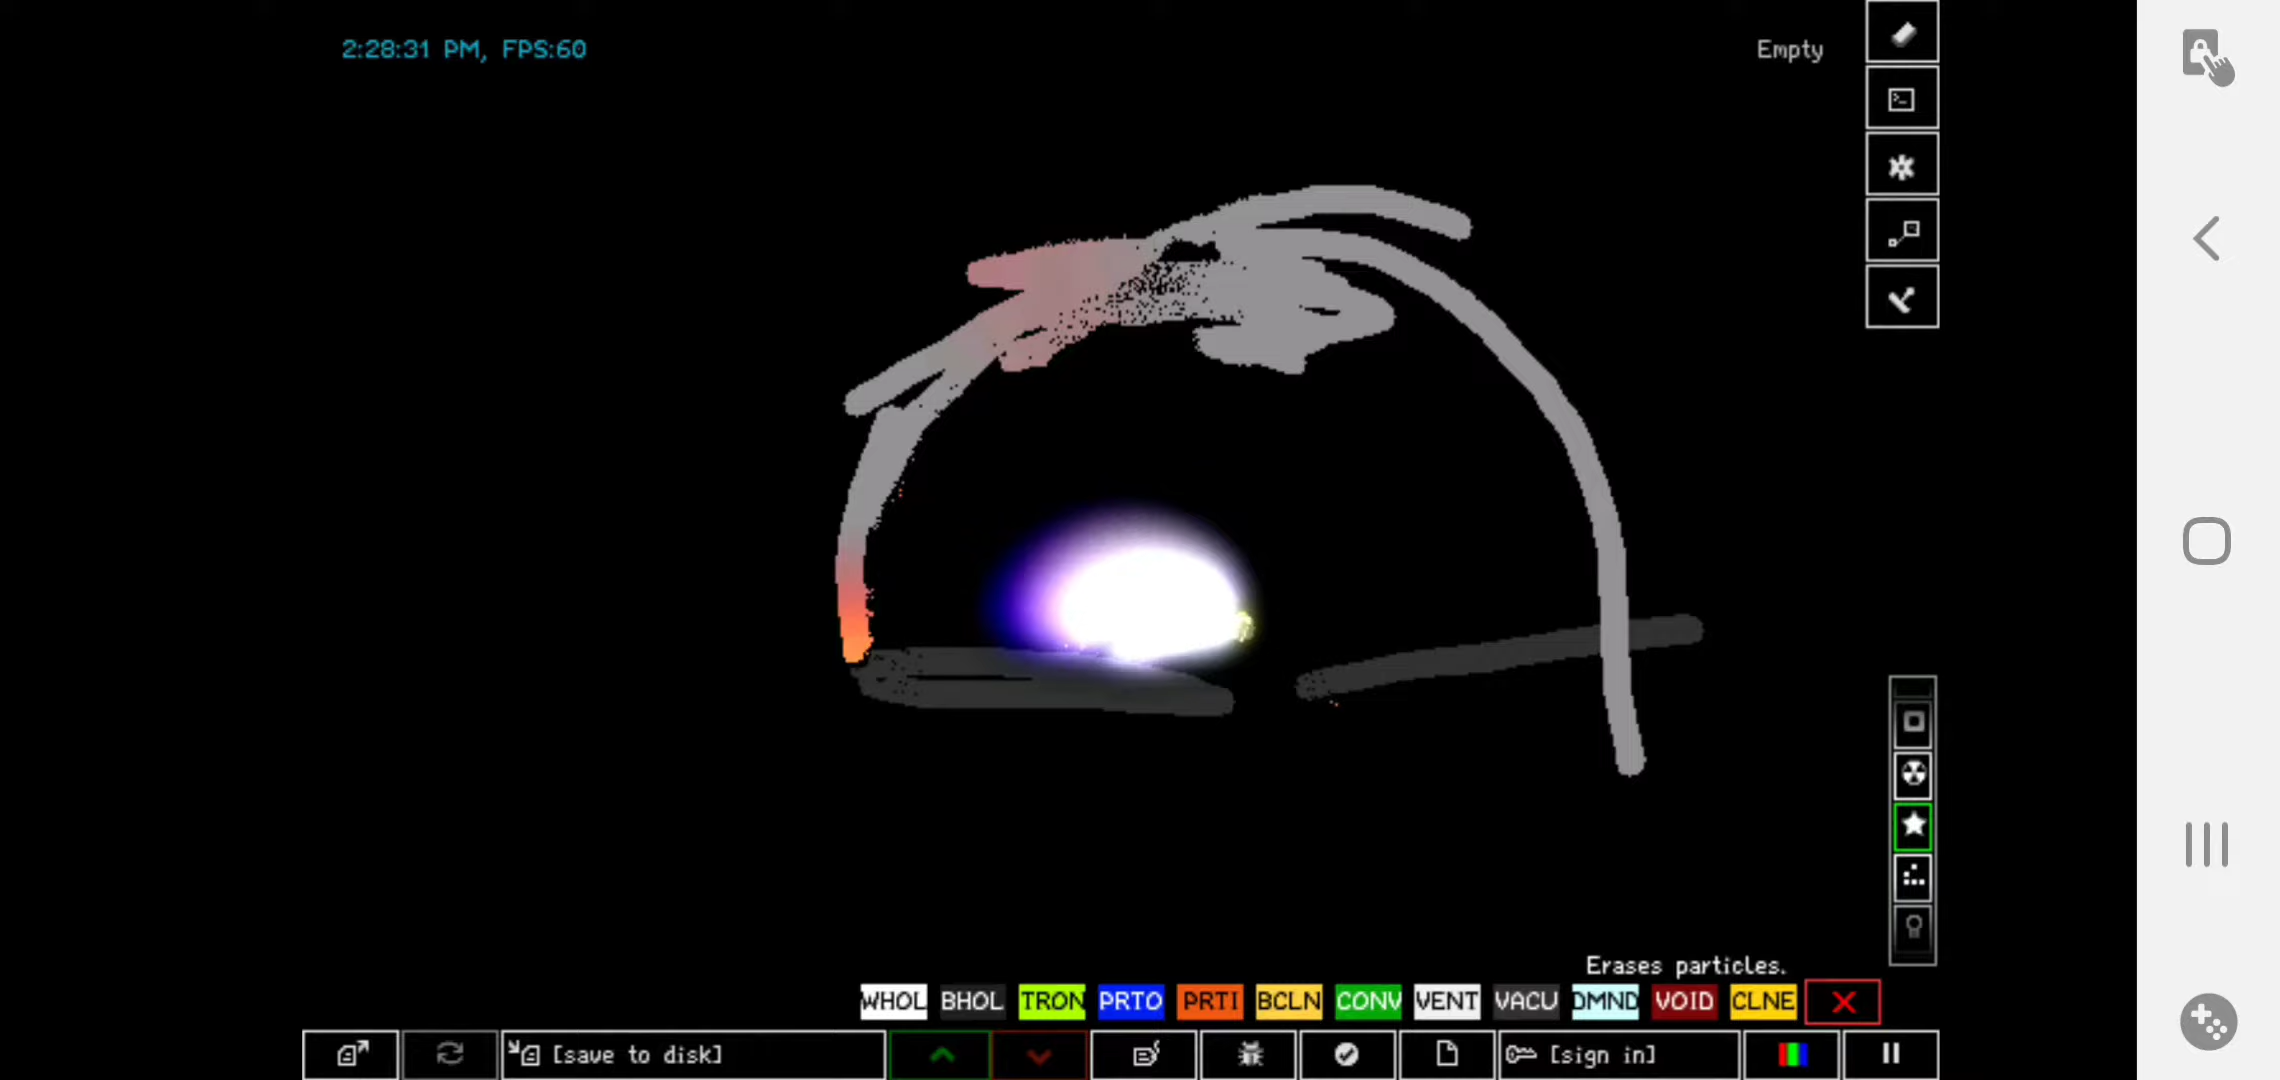 2:28:31 PM, FPS:60
Empty
Erases particles.
WHOL BHOL TRON PRTO PRTI BCLN CONV VENT VACU DMND VOID CLNE
[save to disk]
[sign in]